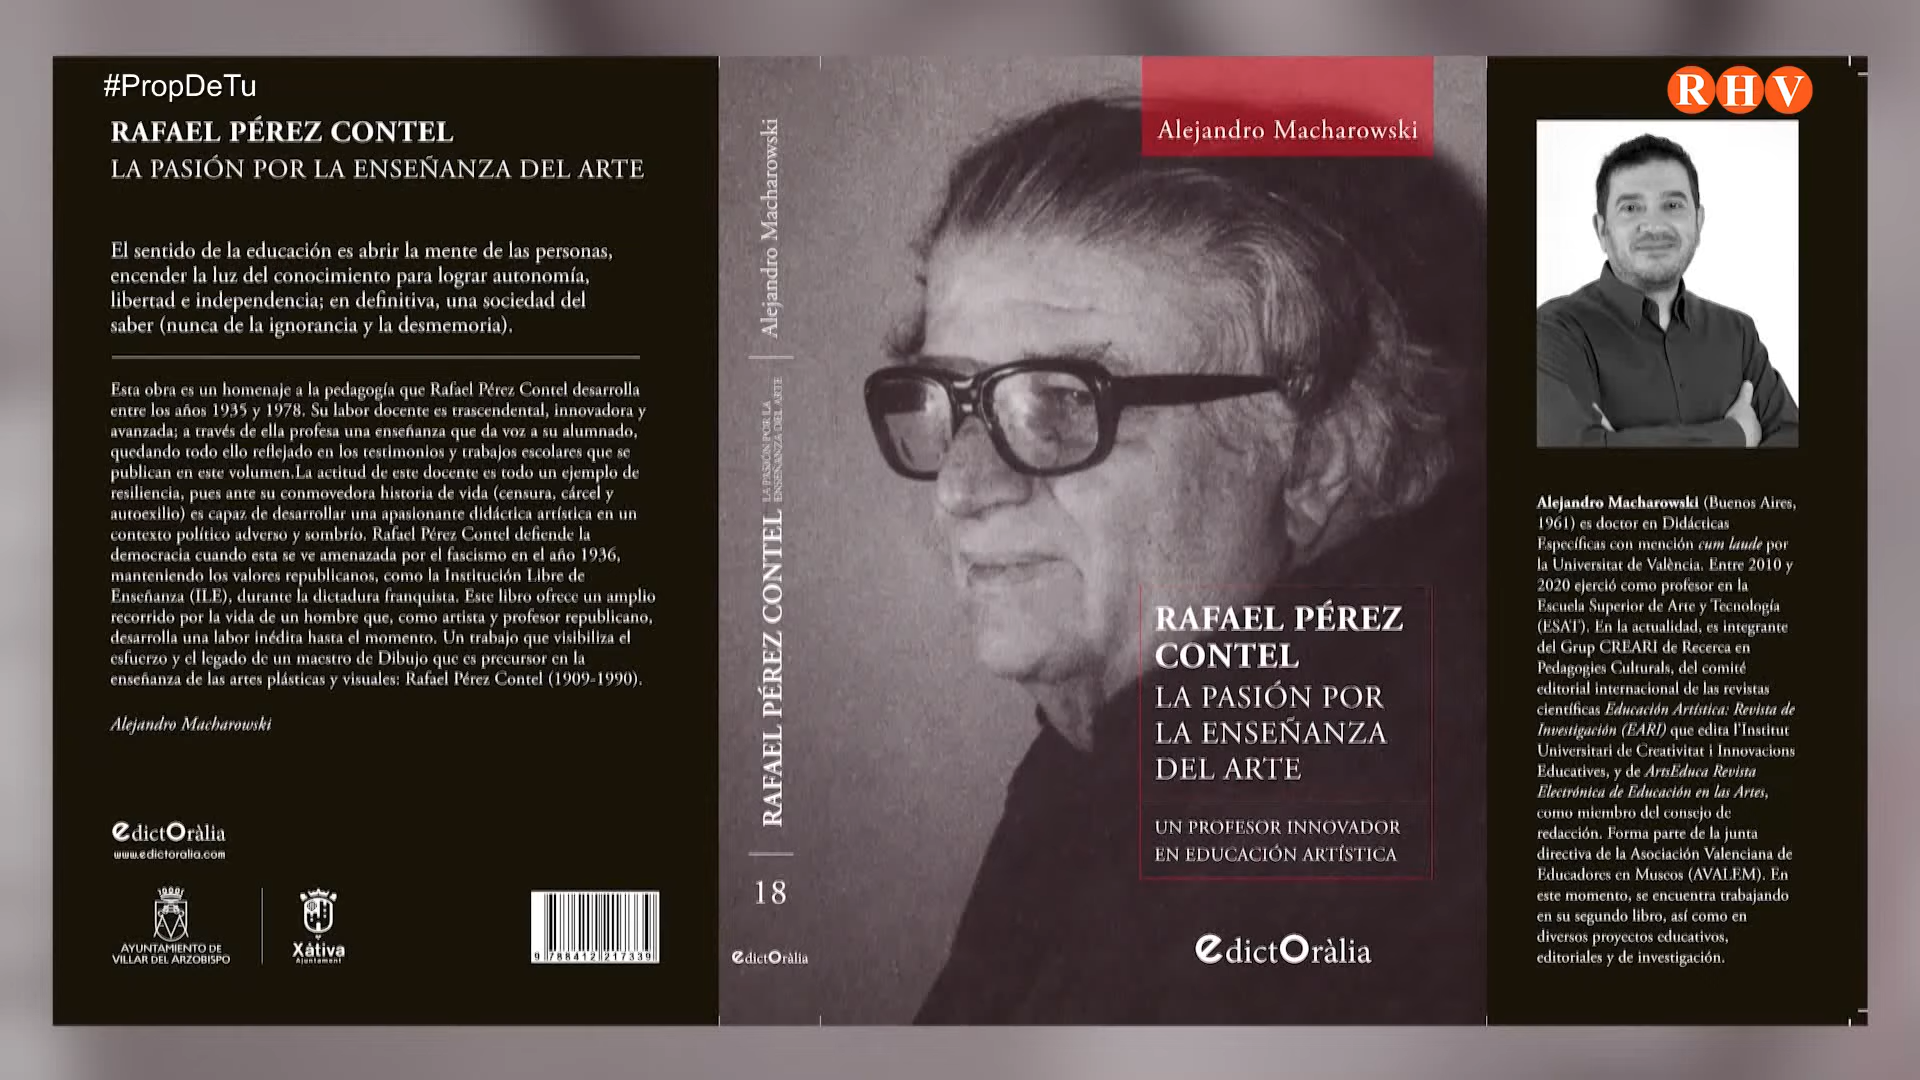 #PropDeTu
RAFAEL PÉREZ CONTEL
LA PASIÓN POR LA ENSEÑANZA DEL ARTE
El sentido de la educación es abrir la mente de las personas,
encender la luz del conocimiento para lograr autonomía,
libertad e independencia; en definitiva, una sociedad del
saber (nunca de la ignorancia y la desmemoria).
Esta obra es un homenaje a la pedagogía que Rafael Pérez Contel desarrolla
entre los años 1935 y 1978. Su labor docente es trascendental, innovadora y
avanzada; a través de ella profesa una enseñanza que da voz a su alumnado,
quedando todo ello reflejado en los testimonios y trabajos escolares que se
publican en este volumen.La actitud de este docente es todo un ejemplo de
resiliencia, pues ante su conmovedora historia de vida (censura, cárcel y
autoexilio) es capaz de desarrollar una apasionante didáctica artística en un
contexto político adverso y sombrío. Rafael Pérez Contel defiende la
democracia cuando esta se ve amenazada por el fascismo en el año 1936,
manteniendo los valores republicanos, como la Institución Libre de
Enseñanza (ILE), durante la dictadura franquista. Este libro ofrece un amplio
recorrido por la vida de un hombre que, como artista y profesor republicano,
desarrolla una labor inédita hasta el momento. Un trabajo que visibiliza el
esfuerzo y el legado de un maestro de Dibujo que es precursor en la
enseñanza de las artes plásticas y visuales: Rafael Pérez Contel (1909-1990).
Alejandro Macharowski
edictOràlia
www.edictoralia.com
AYUNTAMIENTO DE
VILLAR DEL ARZOBISPO
Xàtiva
Ajuntament
9 788412 217339
Alejandro Macharowski
LA PASIÓN POR LA
ENSEÑANZA DEL ARTE
RAFAEL PÉREZ CONTEL
18
edictOràlia
Alejandro Macharowski
RAFAEL PÉREZ
CONTEL
LA PASIÓN POR
LA ENSEÑANZA
DEL ARTE
UN PROFESOR INNOVADOR
EN EDUCACIÓN ARTÍSTICA
edictOràlia
RHV
Alejandro Macharowski (Buenos Aires,
1961) es doctor en Didácticas
Específicas con mención cum laude por
la Universitat de València. Entre 2010 y
2020 ejerció como profesor en la
Escuela Superior de Arte y Tecnología
(ESAT). En la actualidad, es integrante
del Grup CREARI de Recerca en
Pedagogies Culturals, del comité
editorial internacional de las revistas
científicas Educación Artística: Revista de
Investigación (EARI) que edita l'Institut
Universitari de Creativitat i Innovacions
Educatives, y de ArtsEduca Revista
Electrónica de Educación en las Artes,
como miembro del consejo de
redacción. Forma parte de la junta
directiva de la Asociación Valenciana de
Educadores en Museos (AVALEM). En
este momento, se encuentra trabajando
en su segundo libro, así como en
diversos proyectos educativos,
editoriales y de investigación.